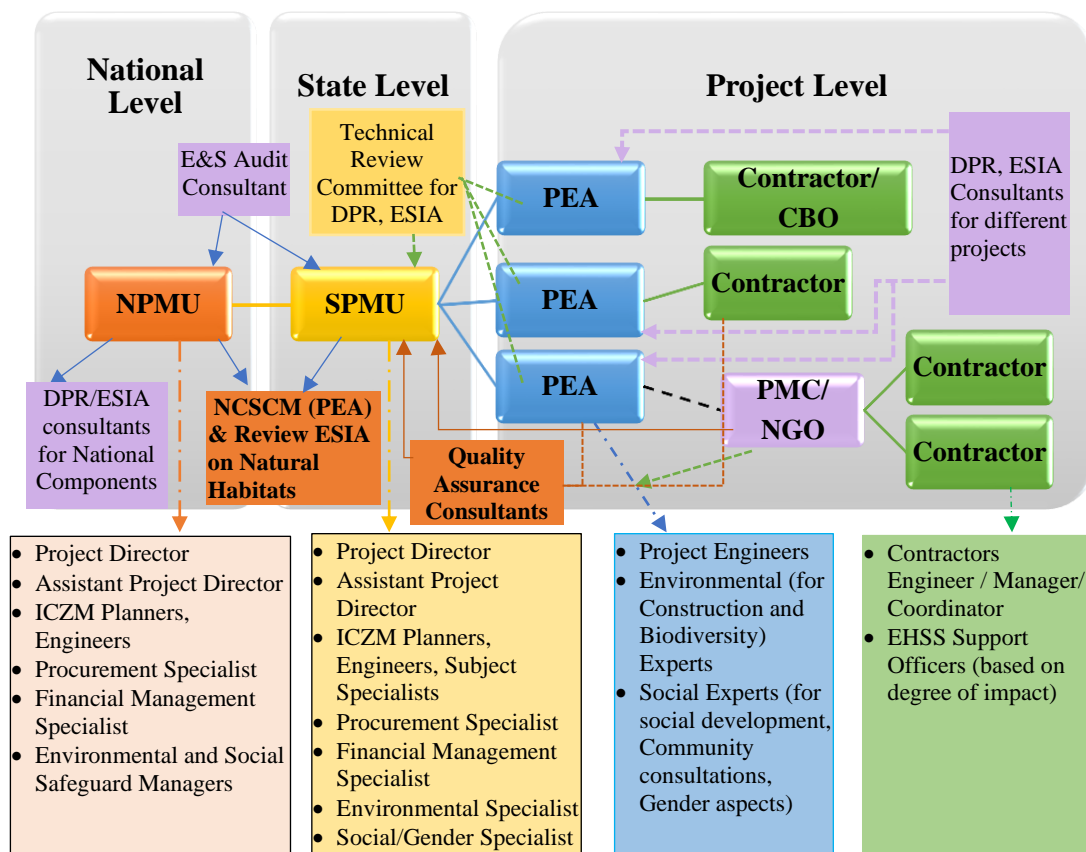 National
Level
State Level
Project Level
E&S Audit
Consultant
Technical
Review
Committee for
DPR, ESIA
PEA
Contractor/
CBO
DPR, ESIA
Consultants
for different
projects
NPMU
SPMU
PEA
Contractor
PEA
PMC/
NGO
Contractor
Contractor
DPR/ESIA
consultants
for National
Components
NCSCM (PEA)
& Review ESIA
on Natural
Habitats
Quality
Assurance
Consultants
• Project Director
• Assistant Project Director
• ICZM Planners,
Engineers
• Procurement Specialist
• Financial Management
Specialist
• Environmental and Social
Safeguard Managers
• Project Director
• Assistant Project
Director
• ICZM Planners,
Engineers, Subject
Specialists
• Procurement Specialist
• Financial Management
Specialist
• Environmental Specialist
• Social/Gender Specialist
• Project Engineers
• Environmental (for
Construction and
Biodiversity)
Experts
• Social Experts (for
social development,
Community
consultations,
Gender aspects)
• Contractors
Engineer / Manager/
Coordinator
• EHSS Support
Officers (based on
degree of impact)